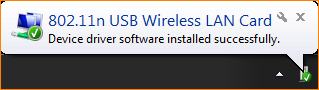 802.11n USB Wireless LAN Card
Device driver software installed successfully.